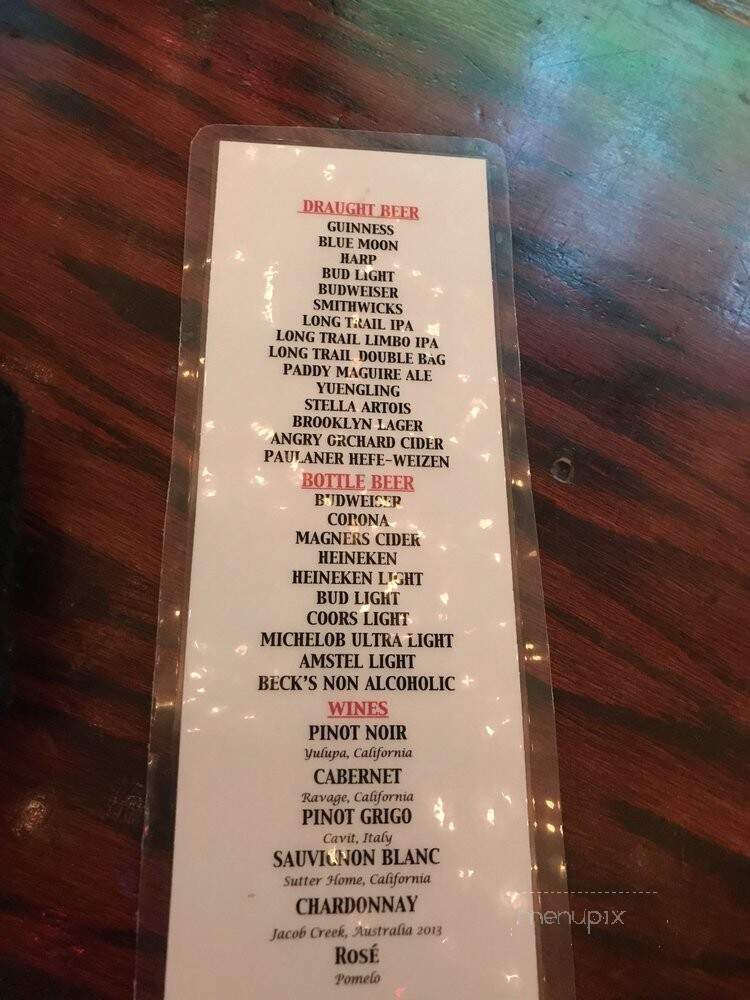 DRAUGHT BEER
GUINNESS
BLUE MOON
HARP
BUD LIGHT
BUDWEISER
SMITHWICKS
LONG TRAIL IPA
LONG TRAIL LIMBO IPA
LONG TRAIL DOUBLE BAG
PADDY MAGUIRE ALE
YUENGLING
STELLA ARTOIS
BROOKLYN LAGER
ANGRY ORCHARD CIDER
PAULANER HEFE-WEIZEN
BOTTLE BEER
BUDWEISER
CORONA
MAGNERS CIDER
HEINEKEN
HEINEKEN LIGHT
BUD LIGHT
COORS LIGHT
MICHELOB ULTRA LIGHT
AMSTEL LIGHT
BECK'S NON ALCOHOLIC
WINES
PINOT NOIR
Yulupa, California
CABERNET
Ravage, California
PINOT GRIGO
Cavit, Italy
SAUVIGNON BLANC
Sutter Home, California
CHARDONNAY
Jacob Creek, Australia 2013
ROSÉ
Pomelo
menupix